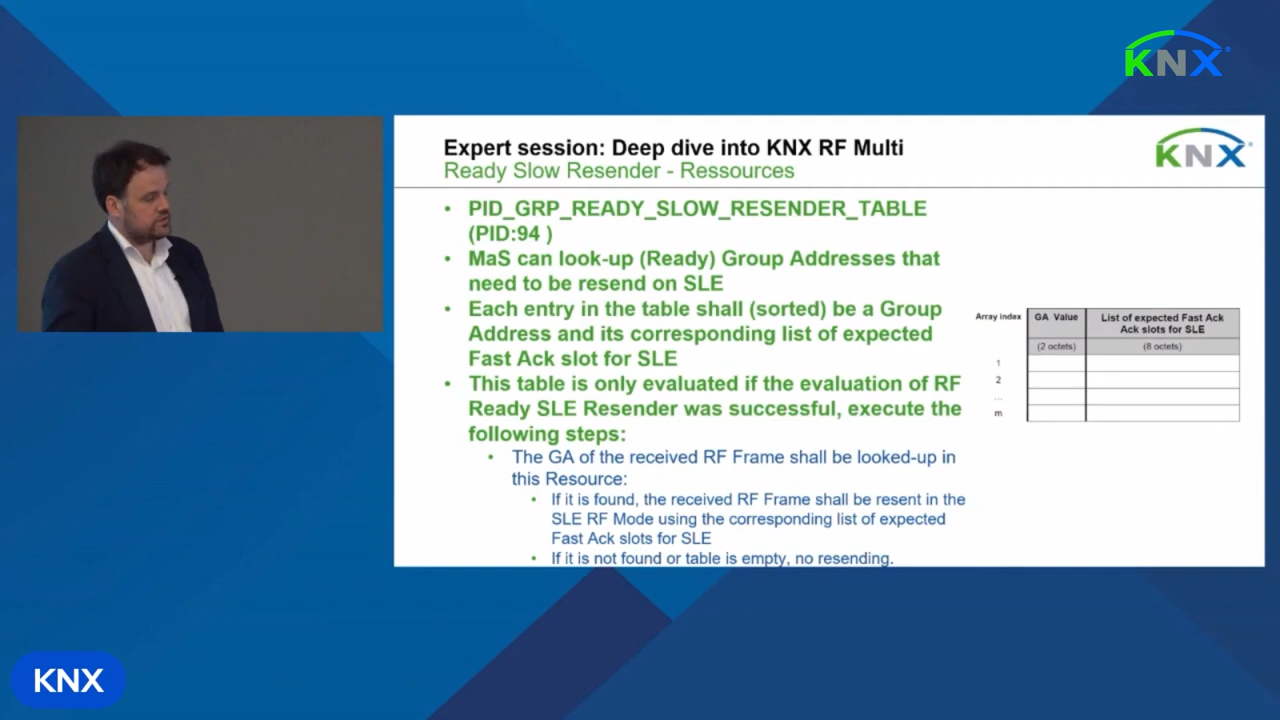 KNX
Expert session: Deep dive into KNX RF Multi
Ready Slow Resender - Ressources
KNX
• PID_GRP_READY_SLOW_RESENDER_TABLE
(PID:94 )
• MaS can look-up (Ready) Group Addresses that
need to be resend on SLE
• Each entry in the table shall (sorted) be a Group
Address and its corresponding list of expected
Fast Ack slot for SLE
• This table is only evaluated if the evaluation of RF
Ready SLE Resender was successful, execute the
following steps:
• The GA of the received RF Frame shall be looked-up in
this Resource:
• If it is found, the received RF Frame shall be resent in the
SLE RF Mode using the corresponding list of expected
Fast Ack slots for SLE
• If it is not found or table is empty, no resending.
Array index GA Value List of expected Fast Ack
Ack slots for SLE
(2 octets) (8 octets)
1
2
...
m
KNX